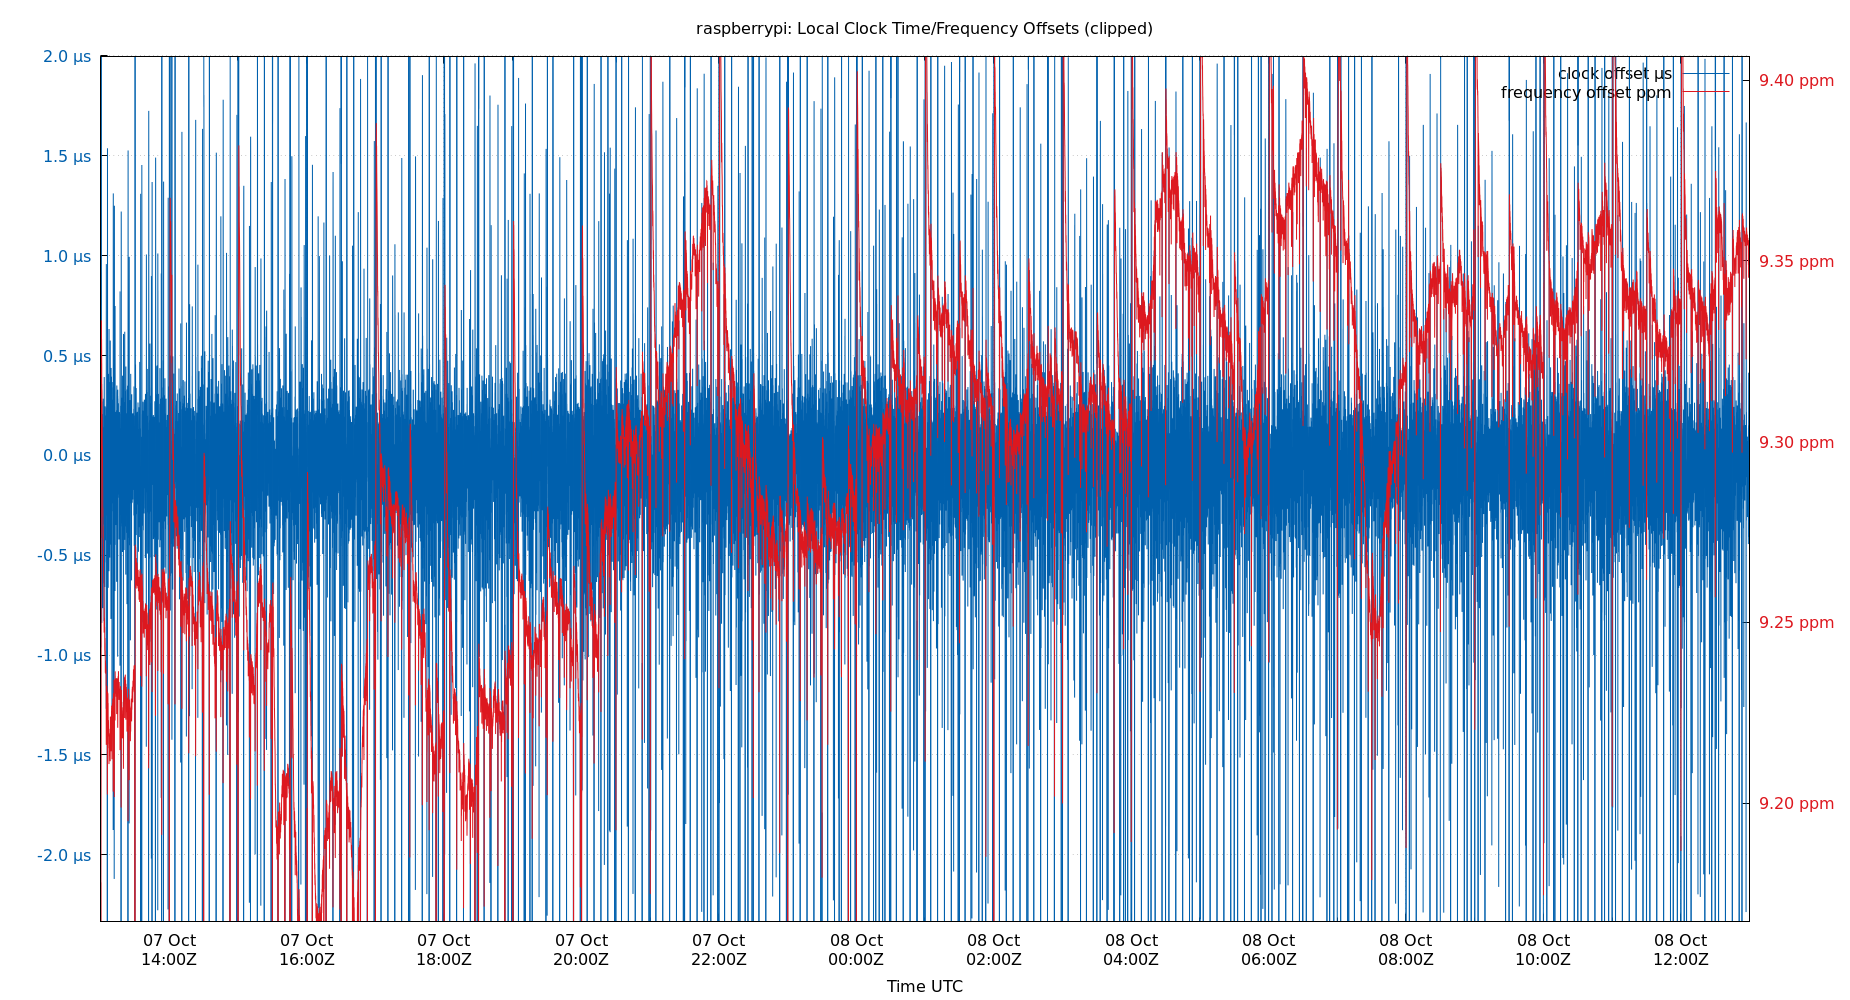 raspberrypi: Local Clock Time/Frequency Offsets (clipped)
2.0 µs
1.5 µs
1.0 µs
0.5 µs
0.0 µs
-0.5 µs
-1.0 µs
-1.5 µs
-2.0 µs
clock offset µs
frequency offset ppm
9.40 ppm
9.35 ppm
9.30 ppm
9.25 ppm
9.20 ppm
07 Oct 07 Oct 07 Oct 07 Oct 07 Oct 08 Oct 08 Oct 08 Oct 08 Oct 08 Oct 08 Oct 08 Oct
14:00Z 16:00Z 18:00Z 20:00Z 22:00Z 00:00Z 02:00Z 04:00Z 06:00Z 08:00Z 10:00Z 12:00Z
Time UTC